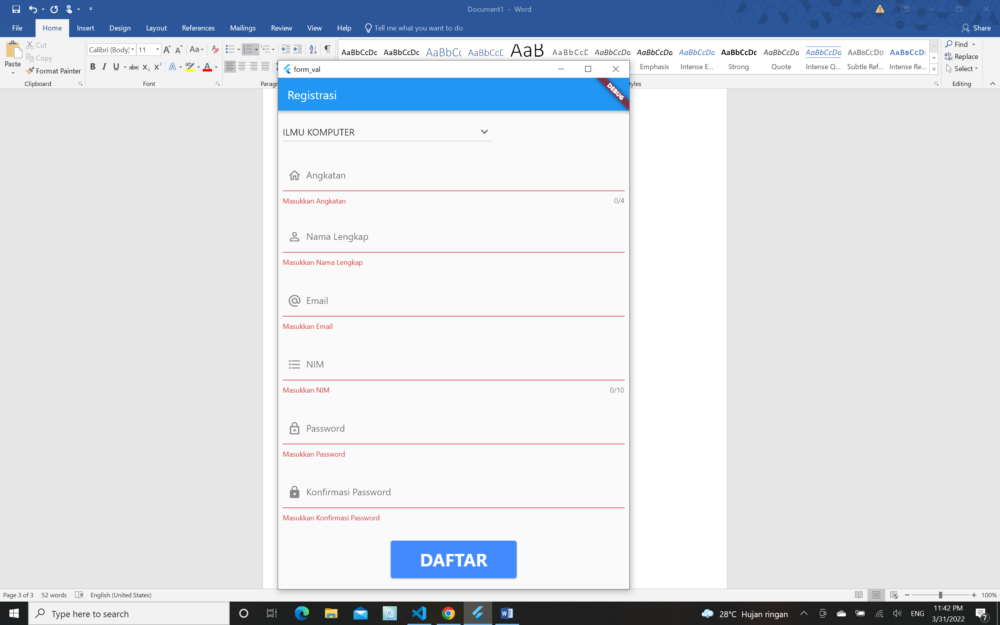 Document1 - Word
File Home Insert Design Layout References Mailings Review View Help Tell me what you want to do Share
Paste
Cut
Copy
Format Painter
Clipboard
Calibri (Body) 11
Font
AaBbCcDc AaBbCcDc AaBbCc AaBbCcD AaB AaBbCcD AaBbCcDa AaBbCcDa AaBbCcDa AaBbCcDc AaBbCcDa AaBbCcDa AaBbCcDd AaBbCcD
Emphasis Intense E... Strong Quote Intense Q... Subtle Ref... Intense Re...
Find
Replace
Select
Editing
form_val
Registrasi
DEBUG
ILMU KOMPUTER
Angkatan
Masukkan Angkatan 0/4
Nama Lengkap
Masukkan Nama Lengkap
Email
Masukkan Email
NIM
Masukkan NIM 0/10
Password
Masukkan Password
Konfirmasi Password
Masukkan Konfirmasi Password
DAFTAR
Page 3 of 3 52 words English (United States) 100%
Type here to search
28°C Hujan ringan
ENG
11:42 PM
3/31/2022
7